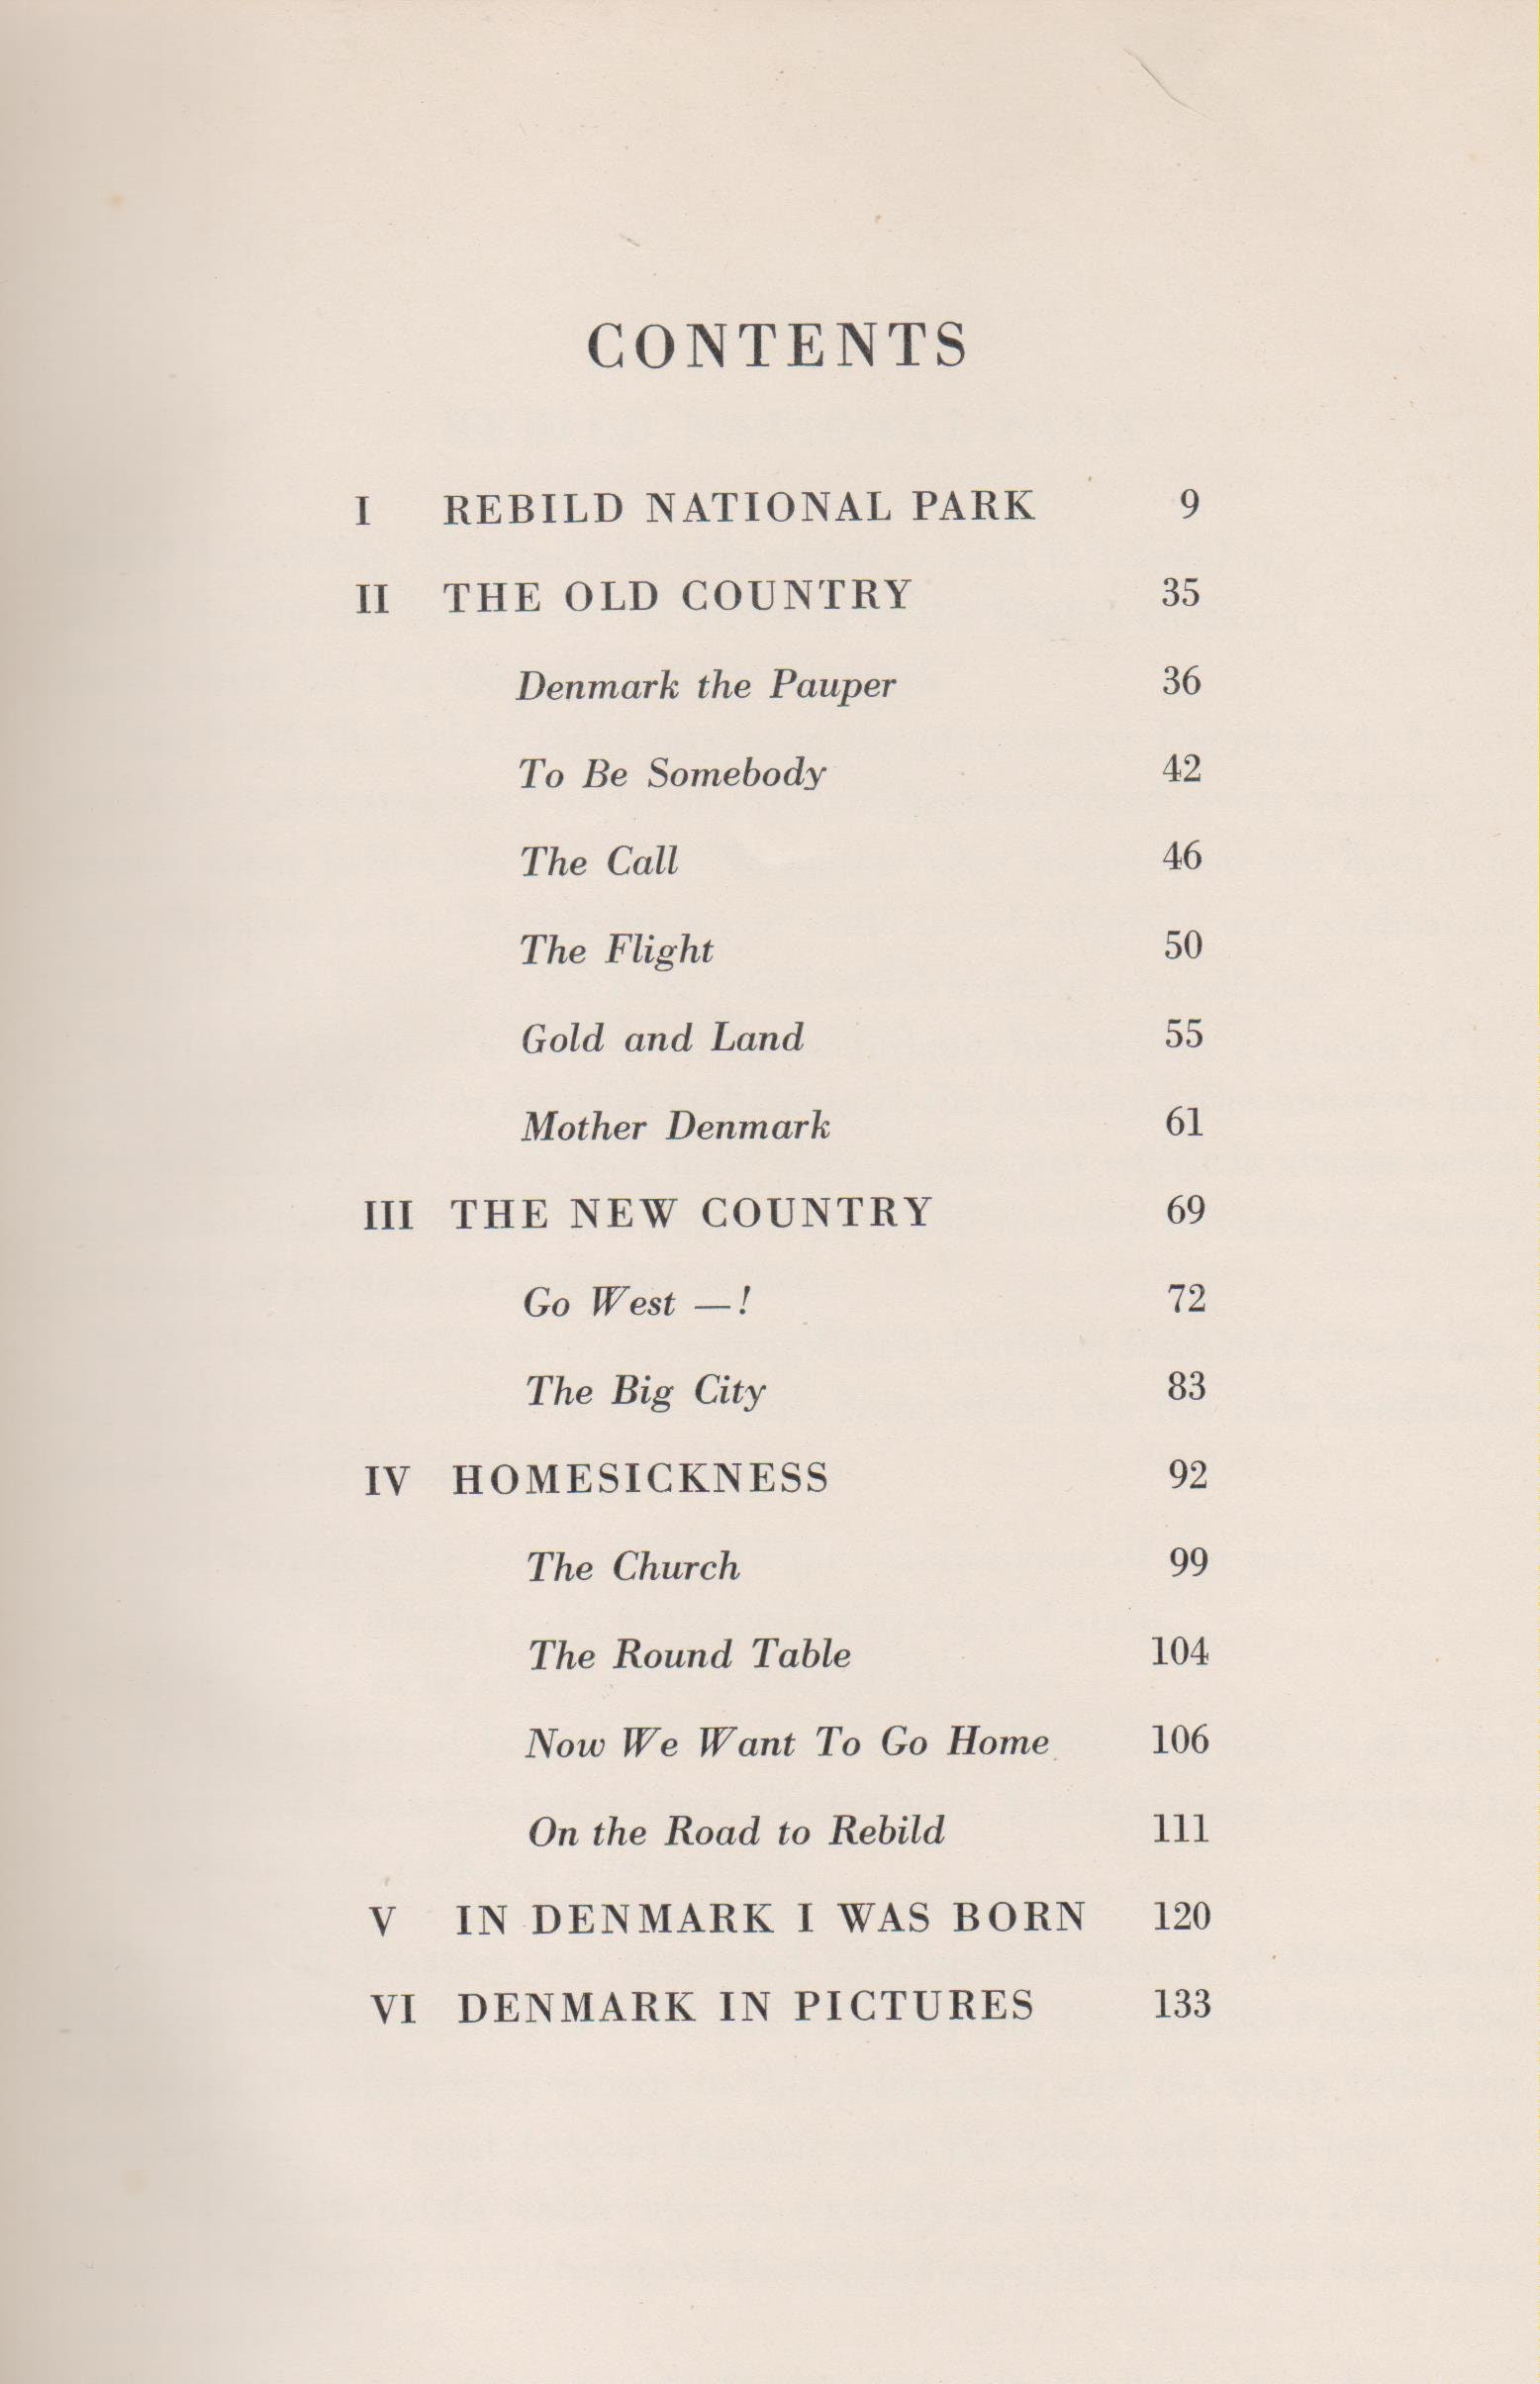 CONTENTS
I REBILD NATIONAL PARK 9
II THE OLD COUNTRY 35
Denmark the Pauper 36
To Be Somebody 42
The Call 46
The Flight 50
Gold and Land 55
Mother Denmark 61
III THE NEW COUNTRY 69
Go West —! 72
The Big City 83
IV HOMESICKNESS 92
The Church 99
The Round Table 104
Now We Want To Go Home 106
On the Road to Rebild 111
V IN DENMARK I WAS BORN 120
VI DENMARK IN PICTURES 133